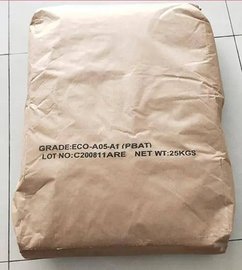 GRADE:ECO-A05-A1 (PBAT)
LOT NO:C200811ARE NET WT:25KGS